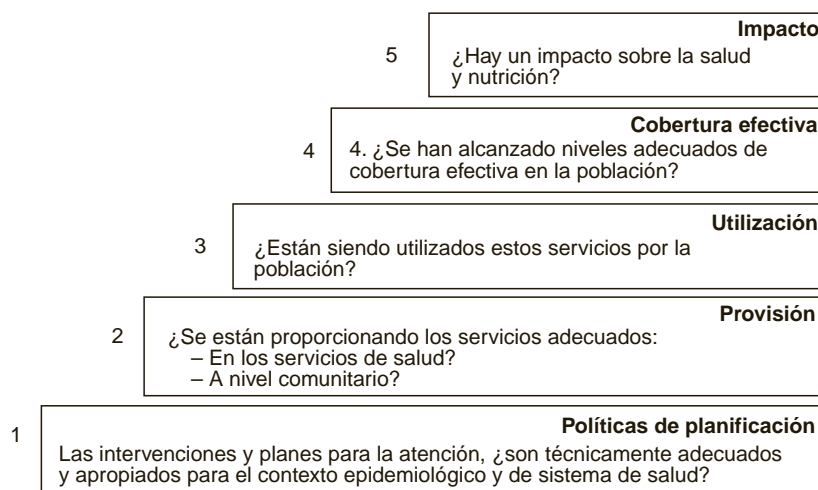 Impacto
5
¿Hay un impacto sobre la salud
y nutrición?
Cobertura efectiva
4
4. ¿Se han alcanzado niveles adecuados de
cobertura efectiva en la población?
Utilización
3
¿Están siendo utilizados estos servicios por la
población?
Provisión
2
¿Se están proporcionando los servicios adecuados:
– En los servicios de salud?
– A nivel comunitario?
Políticas de planificación
1
Las intervenciones y planes para la atención, ¿son técnicamente adecuados
y apropiados para el contexto epidemiológico y de sistema de salud?